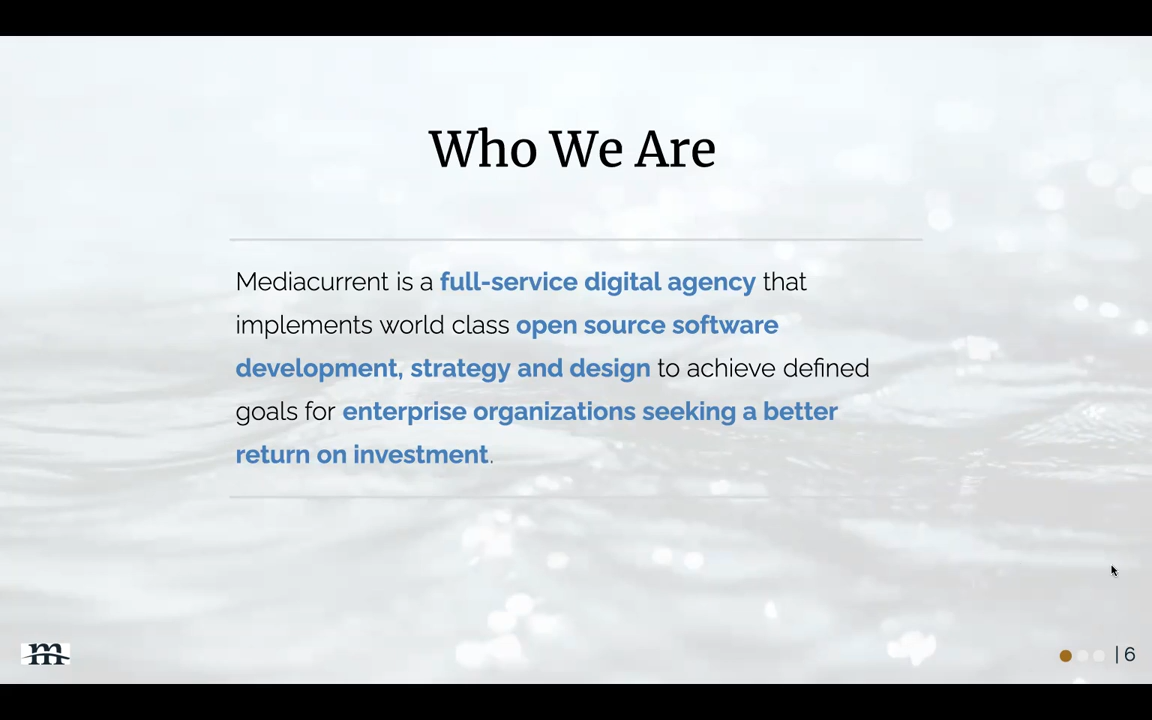 Who We Are
Mediacurrent is a full-service digital agency that
implements world class open source software
development, strategy and design to achieve defined
goals for enterprise organizations seeking a better
return on investment.
m
| 6